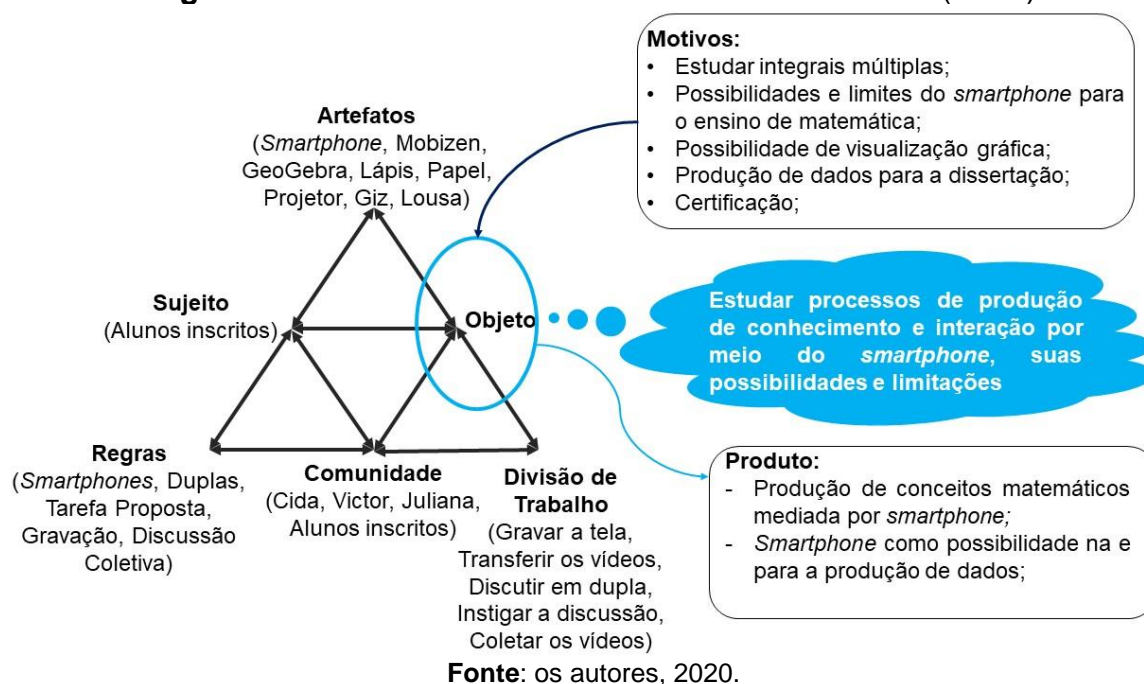 Motivos:
• Estudar integrais múltiplas;
• Possibilidades e limites do smartphone para
o ensino de matemática;
• Possibilidade de visualização gráfica;
• Produção de dados para a dissertação;
• Certificação;
Artefatos
(Smartphone, Mobizen,
GeoGebra, Lápis, Papel,
Projetor, Giz, Lousa)
Sujeito
(Alunos inscritos)
Objeto
Estudar processos de produção
de conhecimento e interação por
meio do smartphone, suas
possibilidades e limitações
Regras
(Smartphones, Duplas,
Tarefa Proposta,
Gravação, Discussão
Coletiva)
Comunidade
(Cida, Victor, Juliana,
Alunos inscritos)
Divisão de
Trabalho
(Gravar a tela,
Transferir os vídeos,
Discutir em dupla,
Instigar a discussão,
Coletar os vídeos)
Produto:
- Produção de conceitos matemáticos
mediada por smartphone;
- Smartphone como possibilidade na e
para a produção de dados;
Fonte: os autores, 2020.